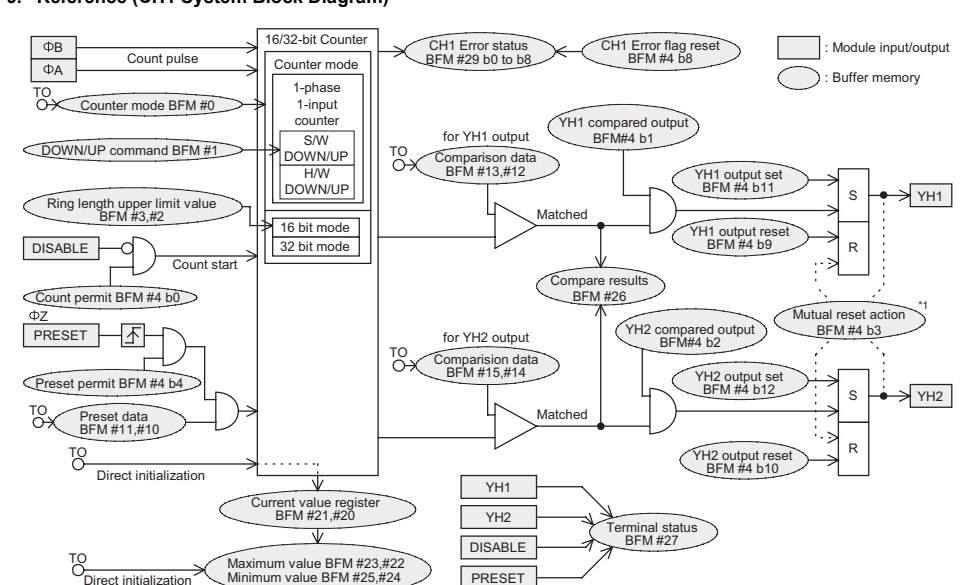 ΦB
ΦA
Count pulse
TO
Counter mode BFM #0
DOWN/UP command BFM #1
Ring length upper limit value
BFM #3,#2
DISABLE
Count start
Count permit BFM #4 b0
ΦZ
PRESET
Preset permit BFM #4 b4
TO
Preset data
BFM #11,#10
TO
Direct initialization
16/32-bit Counter
Counter mode
1-phase
1-input
counter
S/W
DOWN/UP
H/W
DOWN/UP
16 bit mode
32 bit mode
Current value register
BFM #21,#20
TO
Direct initialization
Maximum value BFM #23,#22
Minimum value BFM #25,#24
CH1 Error status
BFM #29 b0 to b8
CH1 Error flag reset
BFM #4 b8
: Module input/output
: Buffer memory
for YH1 output
TO
Comparison data
BFM #13,#12
YH1 compared output
BFM#4 b1
Matched
YH1 output set
BFM #4 b11
YH1 output reset
BFM #4 b9
S
R
YH1
Compare results
BFM #26
Mutual reset action
BFM #4 b3
*1
for YH2 output
TO
Comparision data
BFM #15,#14
YH2 compared output
BFM#4 b2
Matched
YH2 output set
BFM #4 b12
YH2 output reset
BFM #4 b10
S
R
YH2
YH1
YH2
DISABLE
PRESET
Terminal status
BFM #27